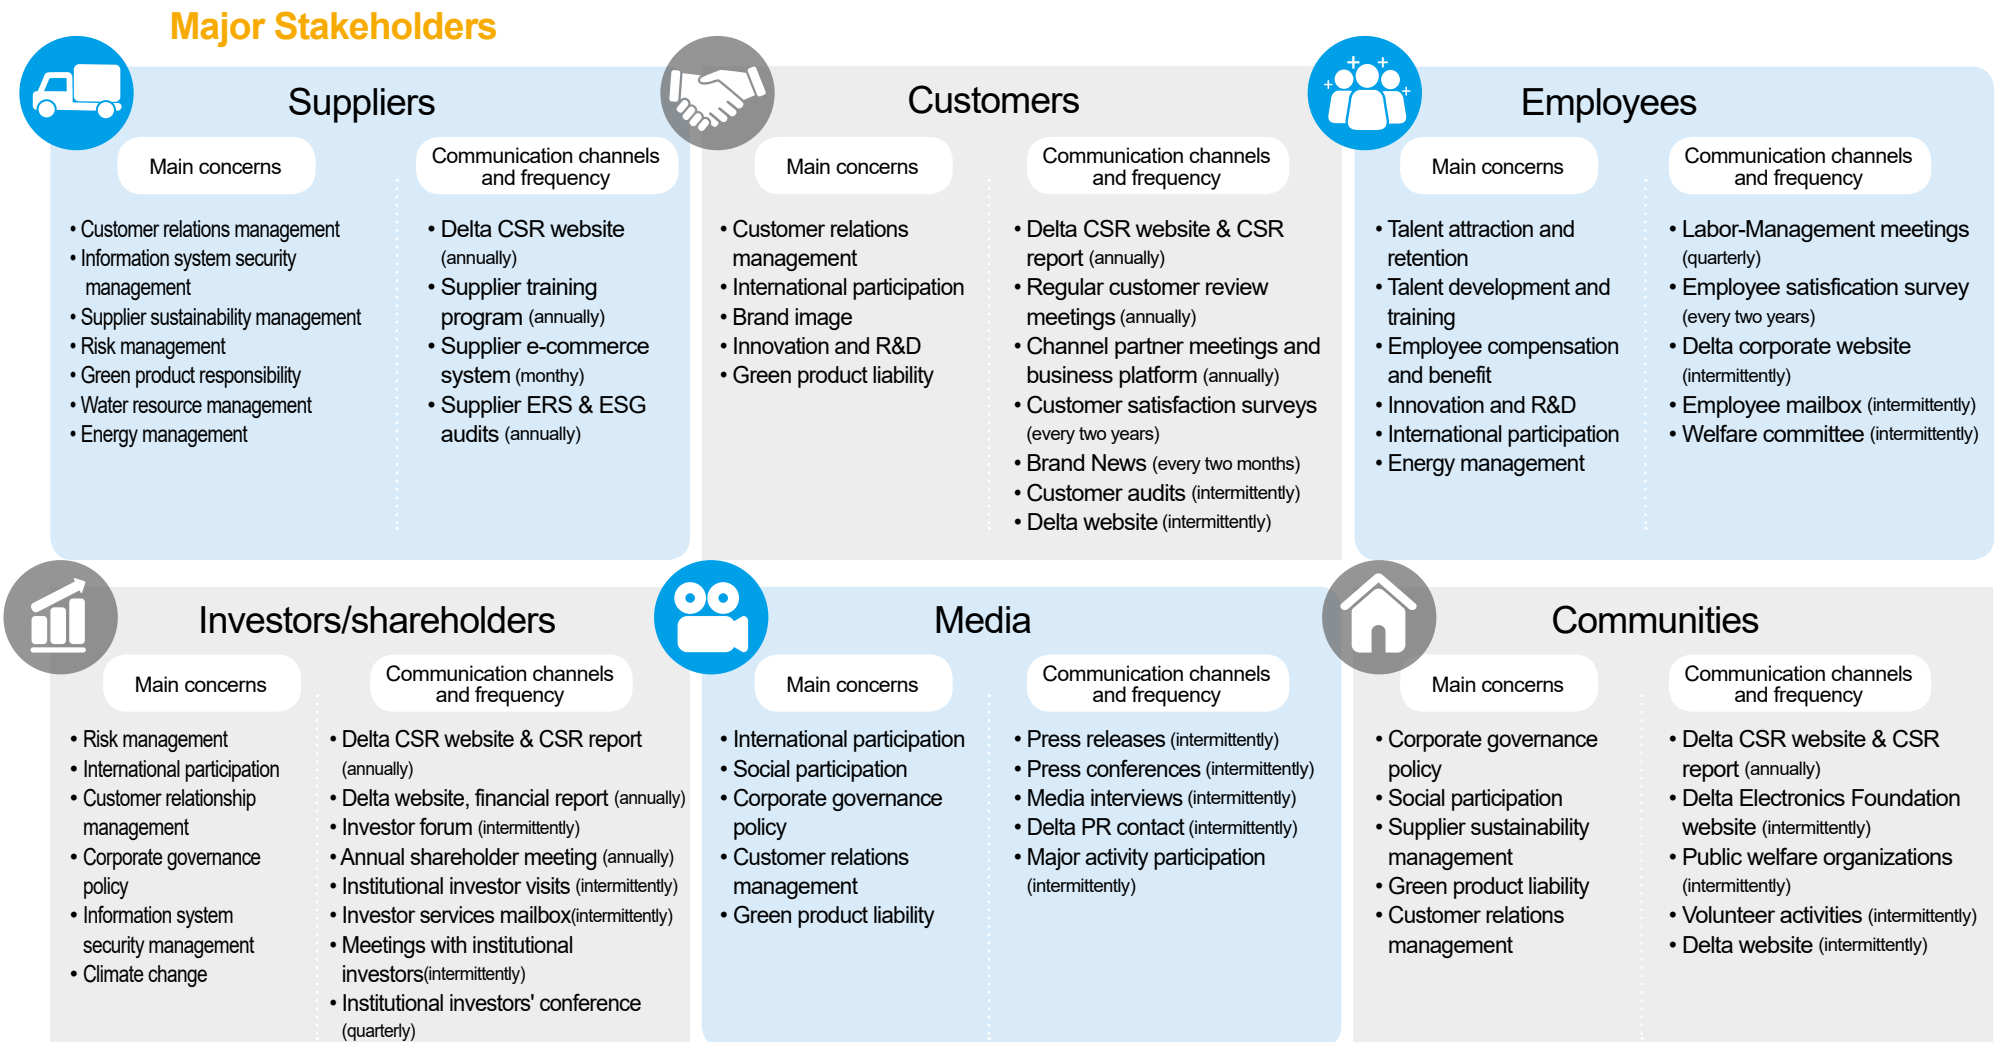 Major Stakeholders
Suppliers
Main concerns
Communication channels
and frequency
• Customer relations management
• Information system security
management
• Supplier sustainability management
• Risk management
• Green product responsibility
• Water resource management
• Energy management
• Delta CSR website
(annually)
• Supplier training
program (annually)
• Supplier e-commerce
system (monthy)
• Supplier ERS & ESG
audits (annually)
Customers
Main concerns
Communication channels
and frequency
• Customer relations
management
• International participation
• Brand image
• Innovation and R&D
• Green product liability
• Delta CSR website & CSR
report (annually)
• Regular customer review
meetings (annually)
• Channel partner meetings and
business platform (annually)
• Customer satisfaction surveys
(every two years)
• Brand News (every two months)
• Customer audits (intermittently)
• Delta website (intermittently)
Employees
Main concerns
Communication channels
and frequency
• Talent attraction and
retention
• Talent development and
training
• Employee compensation
and benefit
• Innovation and R&D
• International participation
• Energy management
• Labor-Management meetings
(quarterly)
• Employee satisfication survey
(every two years)
• Delta corporate website
(intermittently)
• Employee mailbox (intermittently)
• Welfare committee (intermittently)
Investors/shareholders
Main concerns
Communication channels
and frequency
• Risk management
• International participation
• Customer relationship
management
• Corporate governance
policy
• Information system
security management
• Climate change
• Delta CSR website & CSR report
(annually)
• Delta website, financial report (annually)
• Investor forum (intermittently)
• Annual shareholder meeting (annually)
• Institutional investor visits (intermittently)
• Investor services mailbox(intermittently)
• Meetings with institutional
investors(intermittently)
• Institutional investors' conference
(quarterly)
Media
Main concerns
Communication channels
and frequency
• International participation
• Social participation
• Corporate governance
policy
• Customer relations
management
• Green product liability
• Press releases (intermittently)
• Press conferences (intermittently)
• Media interviews (intermittently)
• Delta PR contact (intermittently)
• Major activity participation
(intermittently)
Communities
Main concerns
Communication channels
and frequency
• Corporate governance
policy
• Social participation
• Supplier sustainability
management
• Green product liability
• Customer relations
management
• Delta CSR website & CSR
report (annually)
• Delta Electronics Foundation
website (intermittently)
• Public welfare organizations
(intermittently)
• Volunteer activities (intermittently)
• Delta website (intermittently)